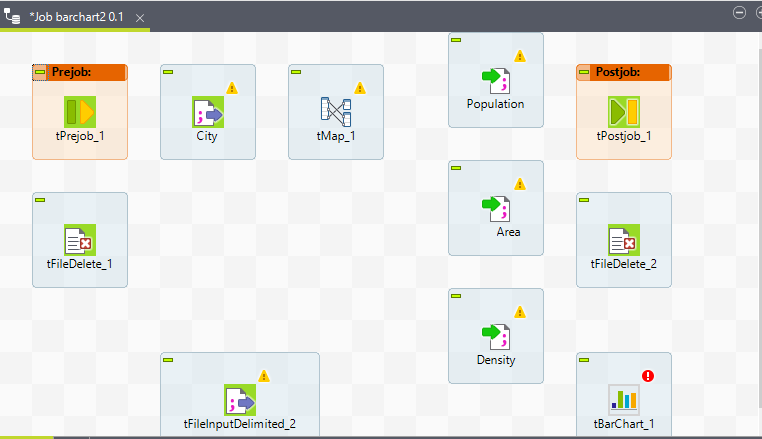 *Job barchart2 0.1
Prejob:
Postjob:
tPrejob_1
City
tMap_1
Population
tPostjob_1
tFileDelete_1
Area
tFileDelete_2
Density
tFileInputDelimited_2
tBarChart_1